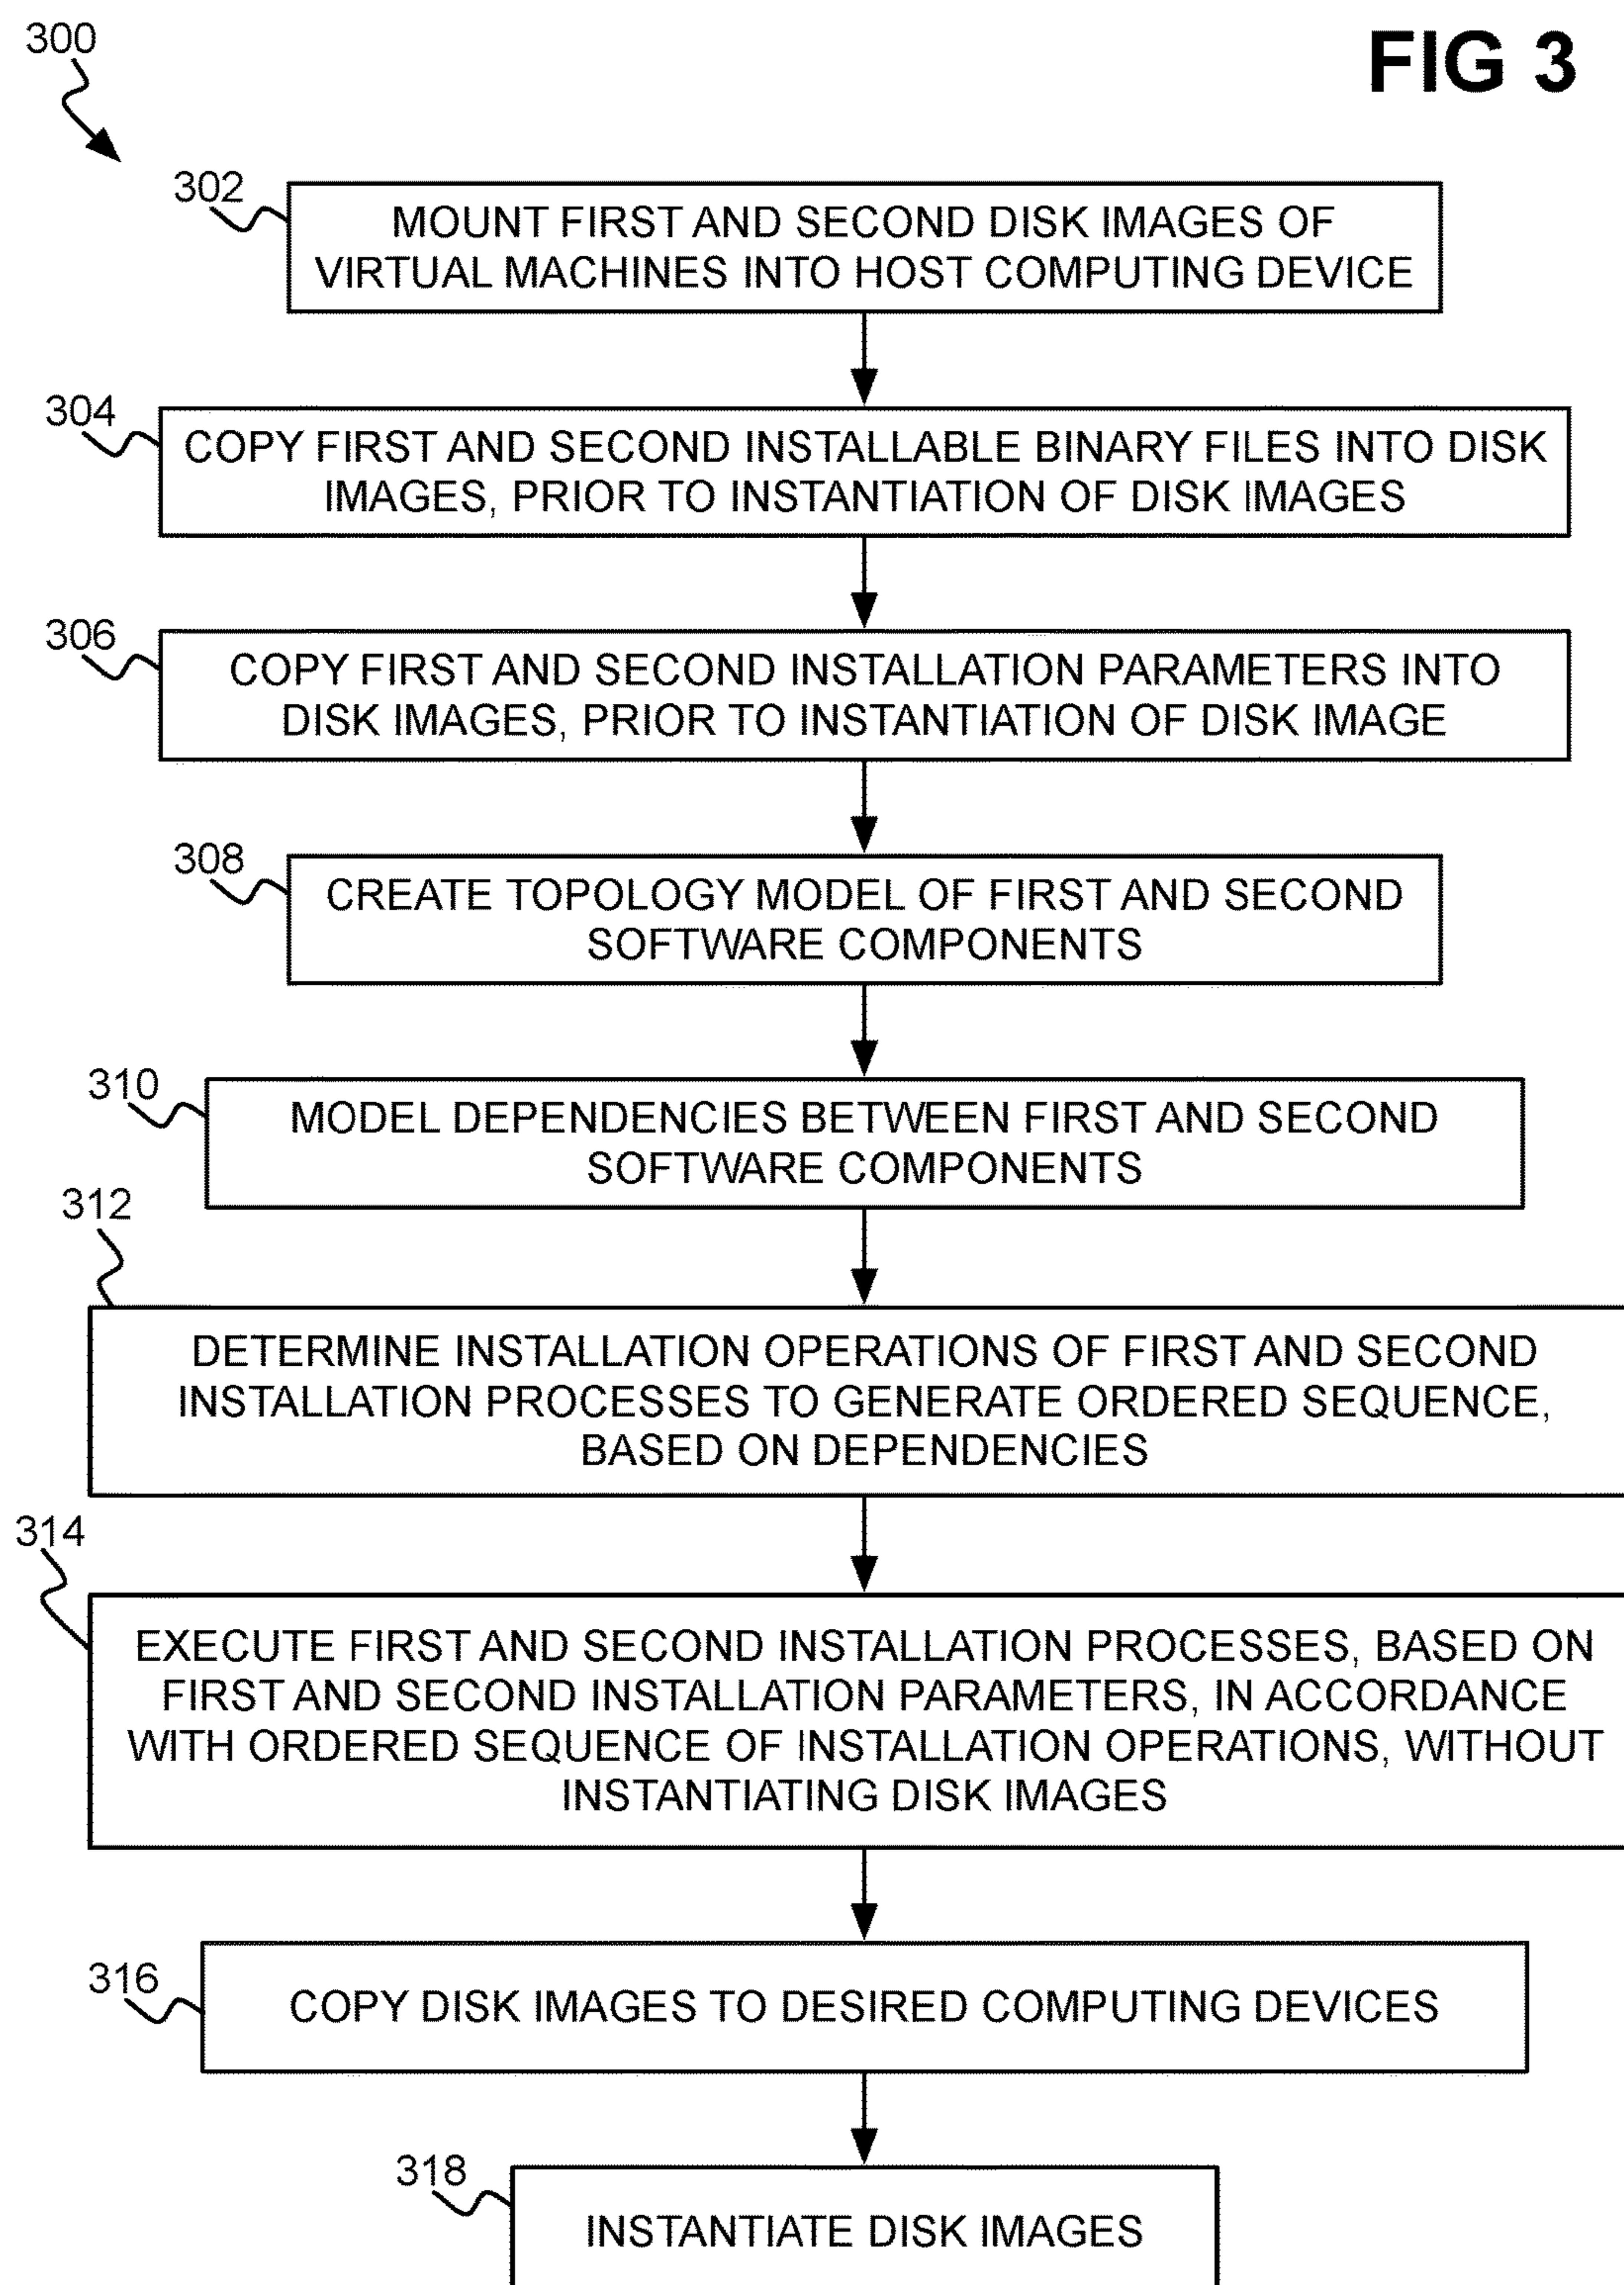 300
FIG 3
302
MOUNT FIRST AND SECOND DISK IMAGES OF
VIRTUAL MACHINES INTO HOST COMPUTING DEVICE
304
COPY FIRST AND SECOND INSTALLABLE BINARY FILES INTO DISK
IMAGES, PRIOR TO INSTANTIATION OF DISK IMAGES
306
COPY FIRST AND SECOND INSTALLATION PARAMETERS INTO
DISK IMAGES, PRIOR TO INSTANTIATION OF DISK IMAGE
308
CREATE TOPOLOGY MODEL OF FIRST AND SECOND
SOFTWARE COMPONENTS
310
MODEL DEPENDENCIES BETWEEN FIRST AND SECOND
SOFTWARE COMPONENTS
312
DETERMINE INSTALLATION OPERATIONS OF FIRST AND SECOND
INSTALLATION PROCESSES TO GENERATE ORDERED SEQUENCE,
BASED ON DEPENDENCIES
314
EXECUTE FIRST AND SECOND INSTALLATION PROCESSES, BASED ON
FIRST AND SECOND INSTALLATION PARAMETERS, IN ACCORDANCE
WITH ORDERED SEQUENCE OF INSTALLATION OPERATIONS, WITHOUT
INSTANTIATING DISK IMAGES
316
COPY DISK IMAGES TO DESIRED COMPUTING DEVICES
318
INSTANTIATE DISK IMAGES